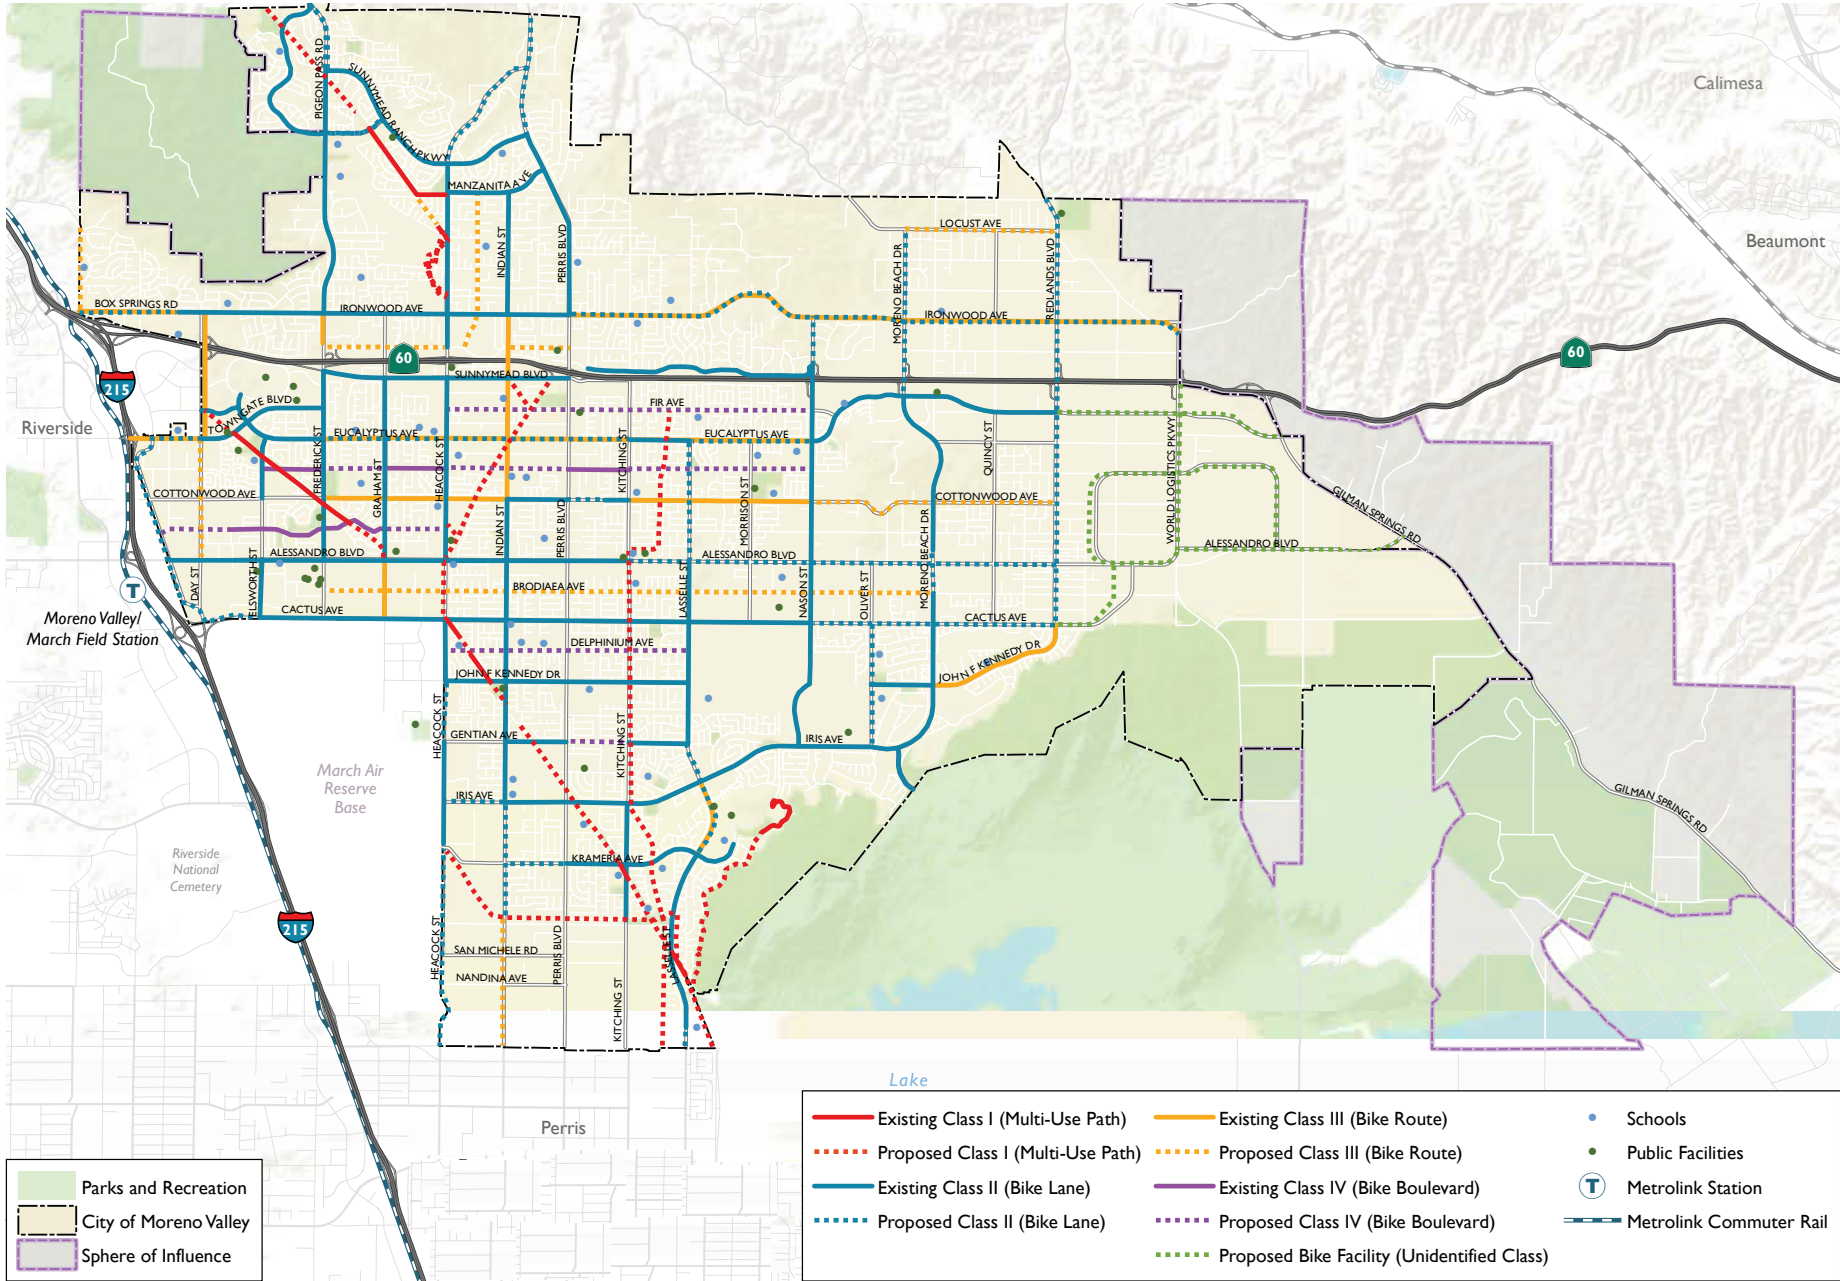 Calimesa
PIGEON PASS RD
SUNNYMEAD RANCH PKWY
MANZANITA AVE
LOCUST AVE
Beaumont
INDIAN ST
PERRIS BLVD
MORENO BEACH DR
REDLANDS BLVD
BOX SPRINGS RD
IRONWOOD AVE
IRONWOOD AVE
60
60
215
SUNNYMEAD BLVD
TOWNGATE BLVD
FIR AVE
Riverside
EUCALYPTUS AVE
EUCALYPTUS AVE
FREDERICK ST
GRAHAM ST
HEACOCK ST
KITCHING ST
QUINCY ST
WORLD LOGISTICS PKWY
COTTONWOOD AVE
COTTONWOOD AVE
MORRISON ST
GILMAN SPRINGS RD
INDIAN ST
PERRIS BLVD
MORENO BEACH DR
ALESSANDRO BLVD
ALESSANDRO BLVD
ALESSANDRO BLVD
DAY ST
ELSWORTH ST
BRODIAEA AVE
LASSELLE ST
NASON ST
OLIVER ST
T
CACTUS AVE
CACTUS AVE
Moreno Valley/
March Field Station
DELPHINIUM AVE
JOHN F KENNEDY DR
JOHN F KENNEDY DR
HEACOCK ST
GENTIAN AVE
KITCHING ST
IRIS AVE
March Air
Reserve
Base
IRIS AVE
GILMAN SPRINGS RD
Riverside
National
Cemetery
KRAMERIA AVE
215
HEACOCK ST
SAN MICHELE RD
PERRIS BLVD
LASSELLE ST
NANDINA AVE
KITCHING ST
Lake
Perris
Parks and Recreation
City of Moreno Valley
Sphere of Influence
Existing Class I (Multi-Use Path)
Proposed Class I (Multi-Use Path)
Existing Class II (Bike Lane)
Proposed Class II (Bike Lane)
Existing Class III (Bike Route)
Proposed Class III (Bike Route)
Existing Class IV (Bike Boulevard)
Proposed Class IV (Bike Boulevard)
Proposed Bike Facility (Unidentified Class)
Schools
Public Facilities
T Metrolink Station
Metrolink Commuter Rail